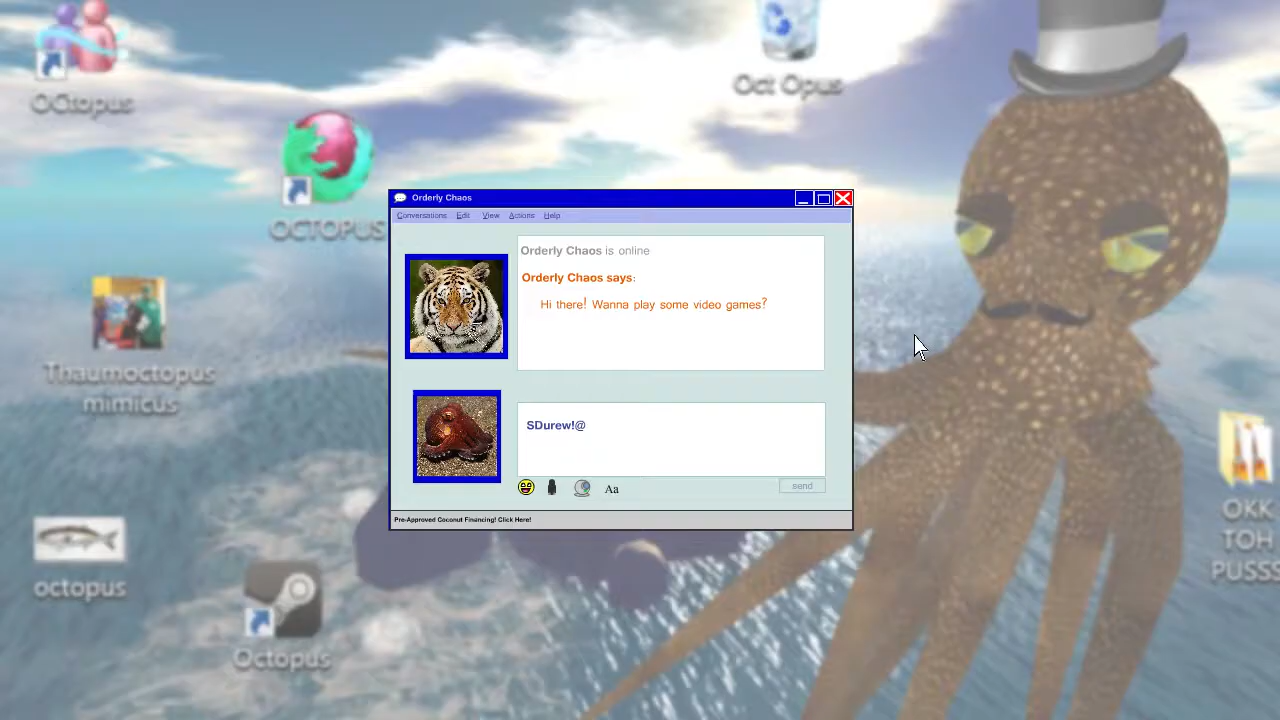 OCtopus
Oct Opus
OCTOPUS
Orderly Chaos
Conversations Edit View Actions Help
Orderly Chaos is online
Orderly Chaos says:
Hi there! Wanna play some video games?
Thaumoctopus
mimicus
SDurew!@
Aa
send
Pre-Approved Coconut Financing! Click Here!
octopus
Octopus
OKK
TOH
PUSSS